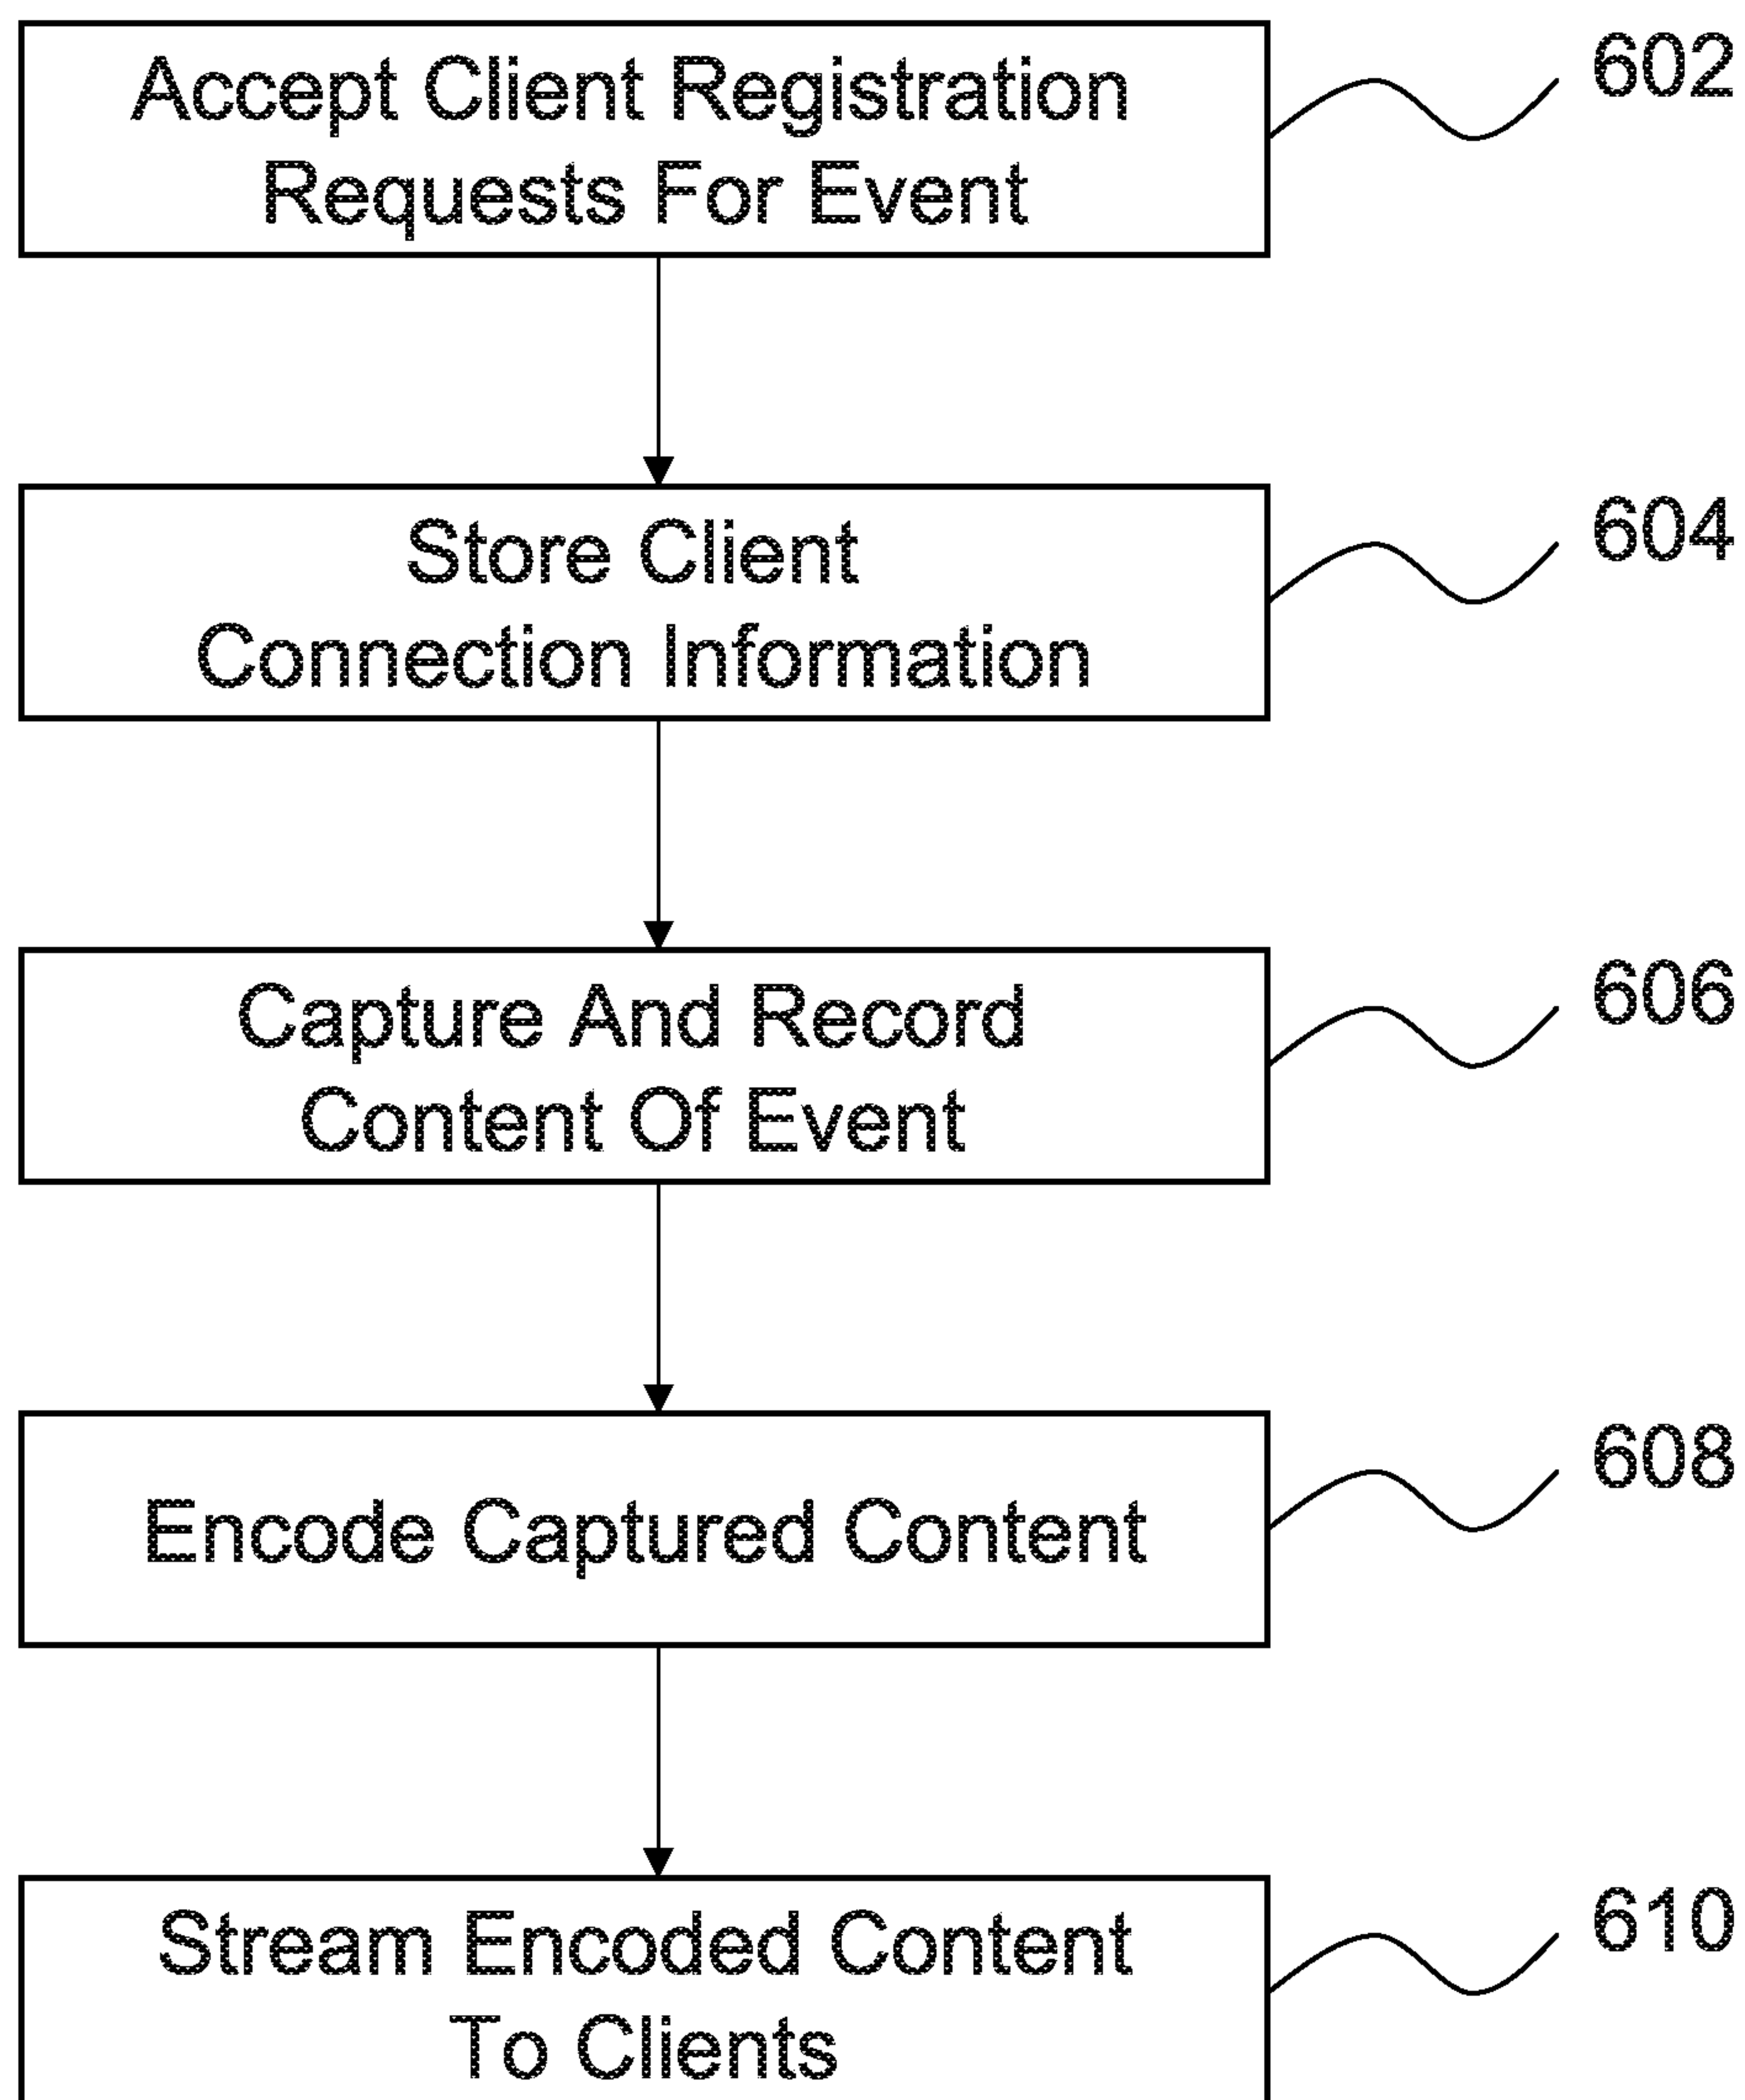 Accept Client Registration
Requests For Event
602
Store Client
Connection Information
604
Capture And Record
Content Of Event
606
Encode Captured Content
608
Stream Encoded Content
To Clients
610